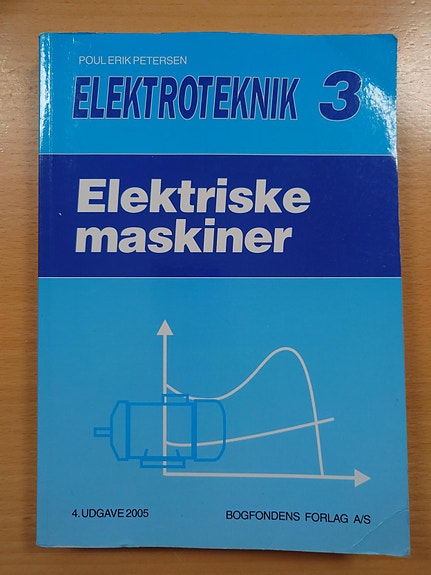 POUL ERIK PETERSEN
ELEKTROTEKNIK 3
Elektriske
maskiner
4. UDGAVE 2005 BOGFONDENS FORLAG A/S